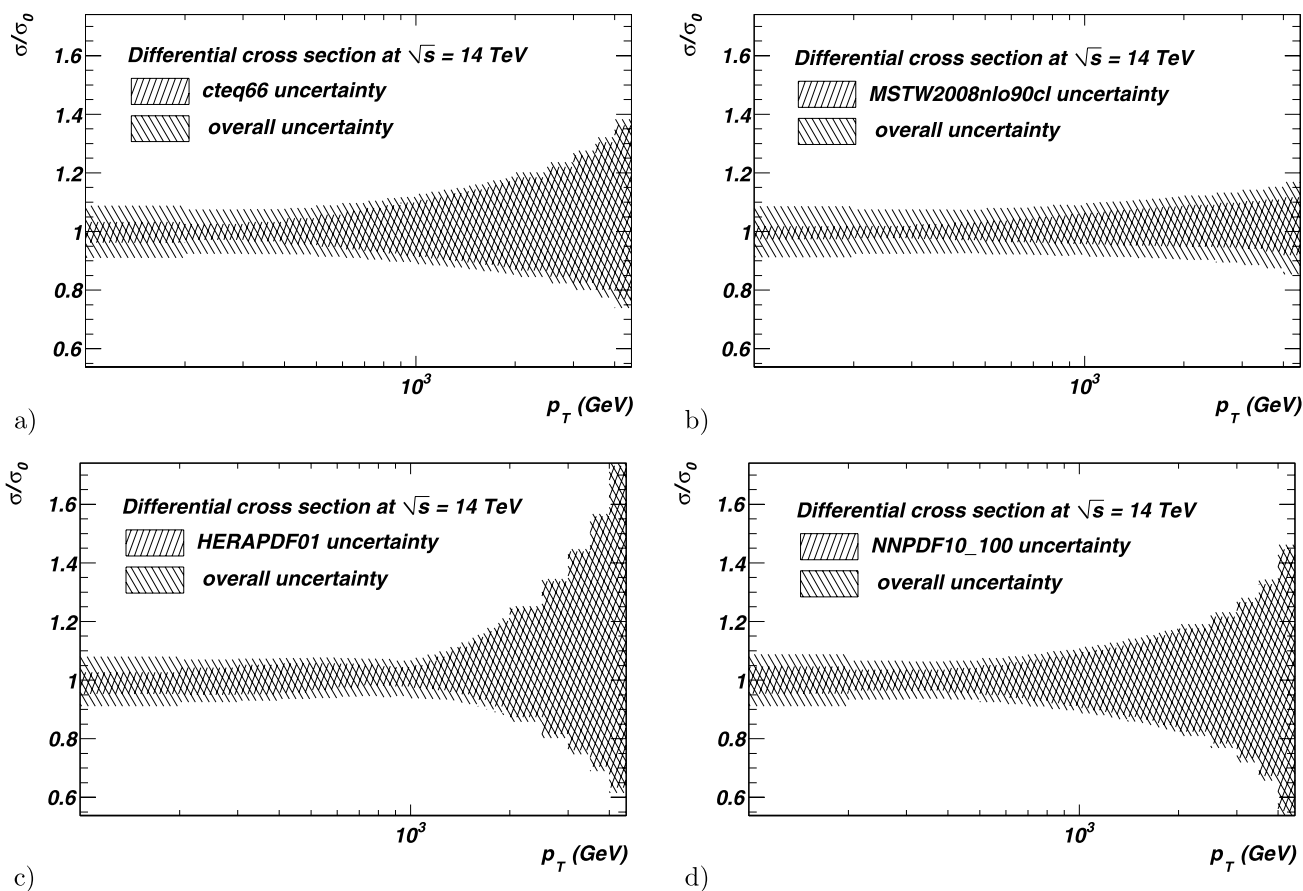 σ/σ₀
1.6
1.4
1.2
1
0.8
0.6
Differential cross section at √s = 14 TeV
cteq66 uncertainty
overall uncertainty
10³
p_T (GeV)
a)
σ/σ₀
1.6
1.4
1.2
1
0.8
0.6
Differential cross section at √s = 14 TeV
MSTW2008nlo90cl uncertainty
overall uncertainty
10³
p_T (GeV)
b)
σ/σ₀
1.6
1.4
1.2
1
0.8
0.6
Differential cross section at √s = 14 TeV
HERAPDF01 uncertainty
overall uncertainty
10³
p_T (GeV)
c)
σ/σ₀
1.6
1.4
1.2
1
0.8
0.6
Differential cross section at √s = 14 TeV
NNPDF10_100 uncertainty
overall uncertainty
10³
p_T (GeV)
d)